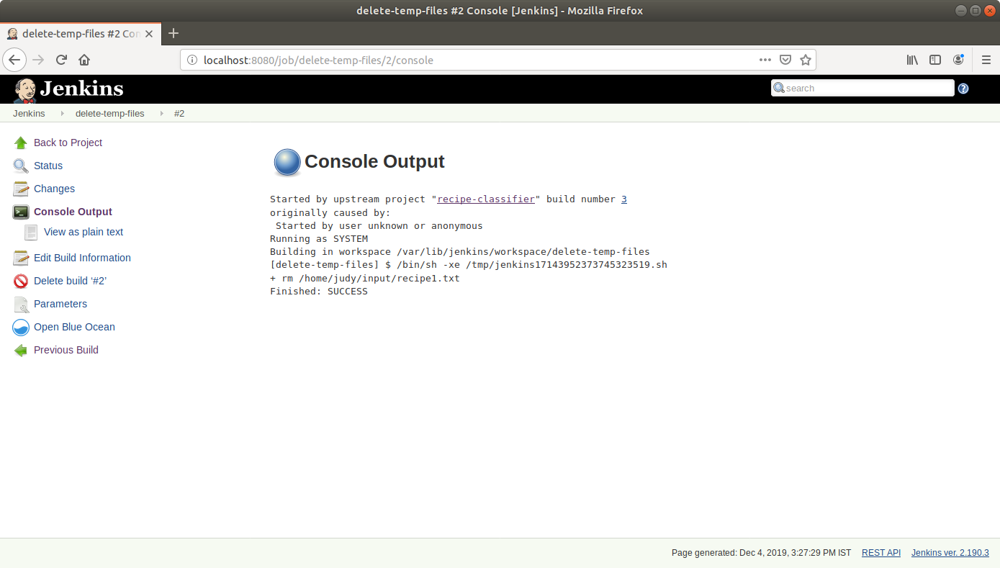 delete-temp-files #2 Console [Jenkins] - Mozilla Firefox
delete-temp-files #2 Con
localhost:8080/job/delete-temp-files/2/console
Jenkins
search
Jenkins delete-temp-files #2
Back to Project
Status
Changes
Console Output
View as plain text
Edit Build Information
Delete build ‘#2’
Parameters
Open Blue Ocean
Previous Build
Console Output
Started by upstream project "recipe-classifier" build number 3
originally caused by:
Started by user unknown or anonymous
Running as SYSTEM
Building in workspace /var/lib/jenkins/workspace/delete-temp-files
[delete-temp-files] $ /bin/sh -xe /tmp/jenkins17143952373745323519.sh
+ rm /home/judy/input/recipe1.txt
Finished: SUCCESS
Page generated: Dec 4, 2019, 3:27:29 PM IST REST API Jenkins ver. 2.190.3